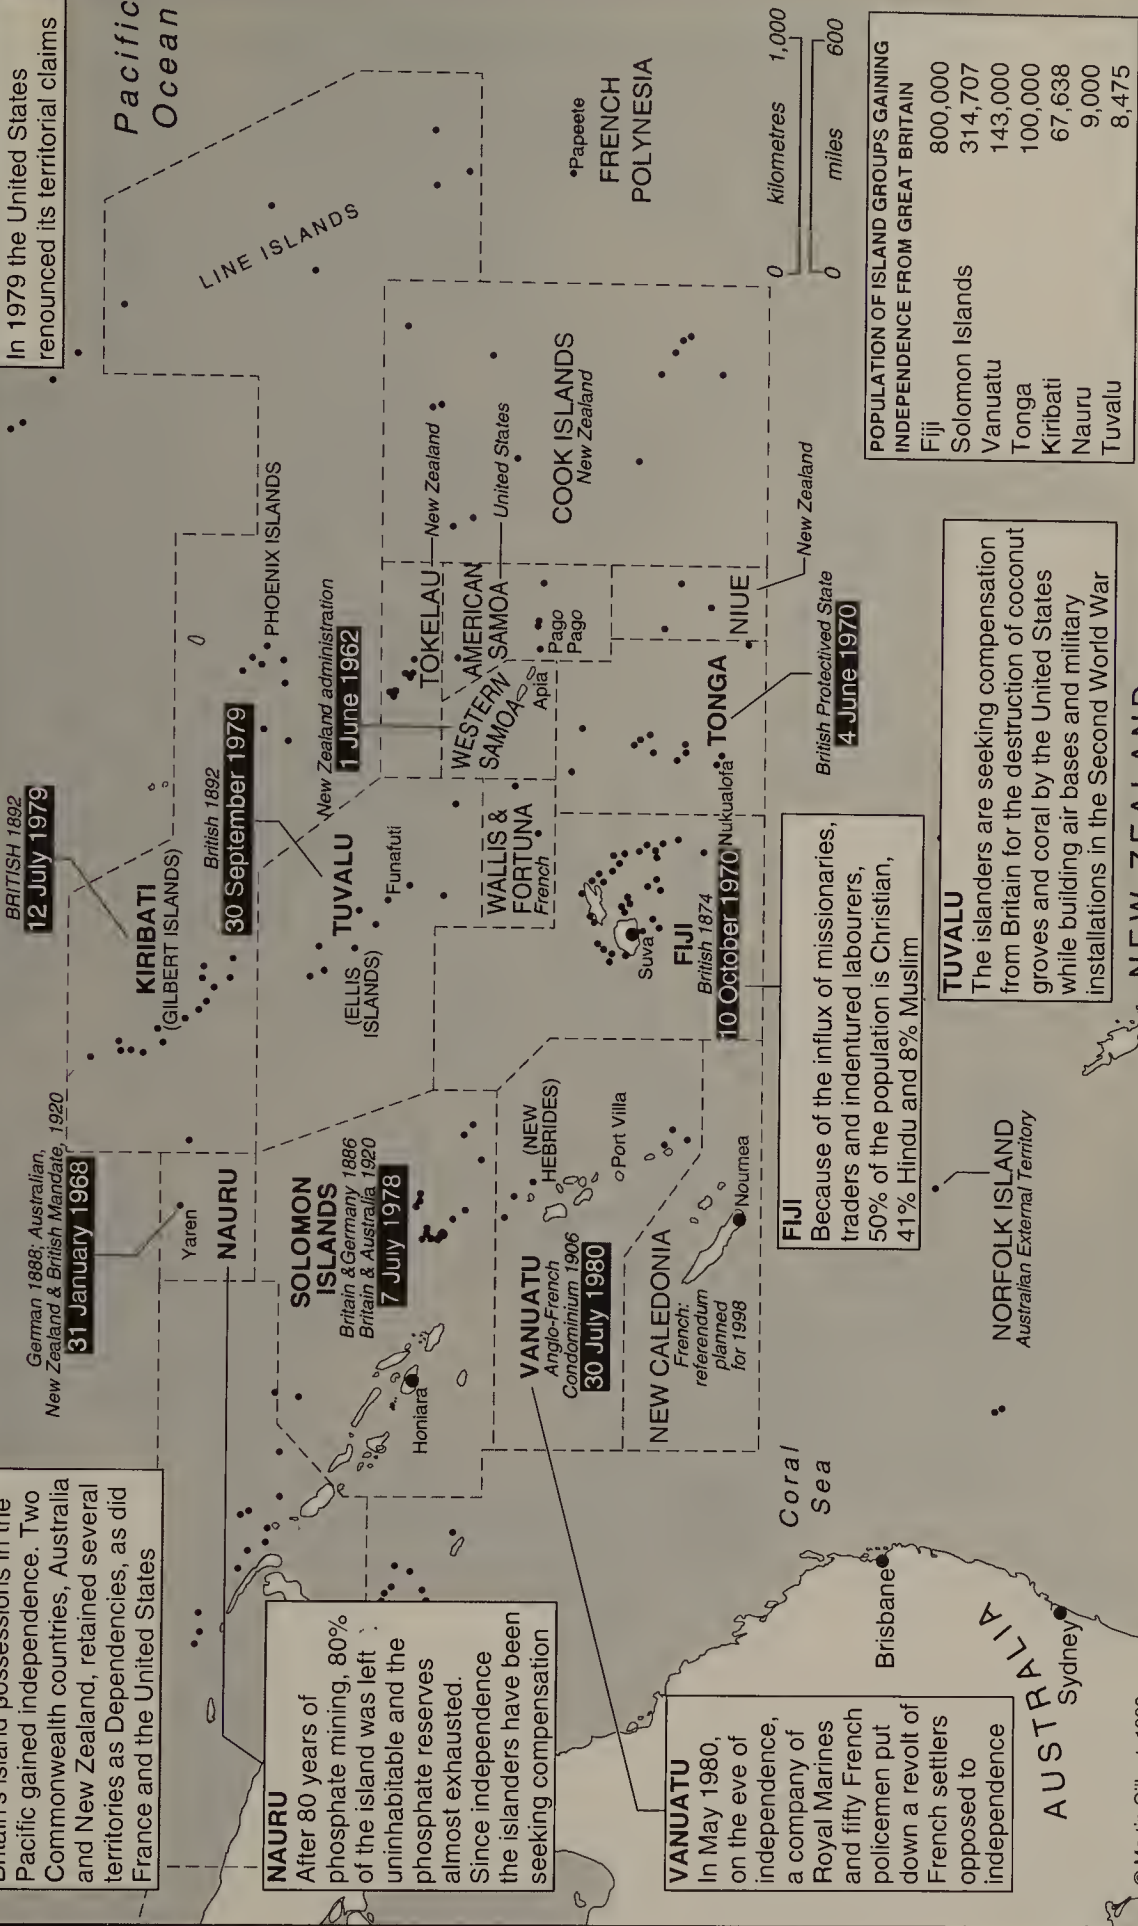 Pacific gained independence. Two
Commonwealth countries, Australia
and New Zealand, retained several
territories as Dependencies, as did
France and the United States
In 1979 the United States
renounced its territorial claims
Pacific
Ocean
German 1888; Australian,
New Zealand & British Mandate, 1920
31 January 1968
Yaren
NAURU
BRITISH 1892
12 July 1979
KIRIBATI
(GILBERT ISLANDS)
British 1892
30 September 1979
TUVALU
(ELLIS
ISLANDS)
Funafuti
PHOENIX ISLANDS
LINE ISLANDS
New Zealand administration
1 June 1962
WESTERN
SAMOA
Apia
TOKELAU
New Zealand
AMERICAN
SAMOA
United States
Pago
Pago
COOK ISLANDS
New Zealand
Papeete
FRENCH
POLYNESIA
SOLOMON
ISLANDS
Britain & Germany 1886
Britain & Australia 1920
7 July 1978
Honiara
WALLIS &
FORTUNA
French
VANUATU
Anglo-French
Condominium 1906
30 July 1980
(NEW
HEBRIDES)
Port Villa
NEW CALEDONIA
French:
referendum
planned
for 1998
Noumea
Suva
FIJI
British 1874
10 October 1970
Nukualofa
TONGA
British Protectived State
4 June 1970
NIUE
New Zealand
kilometres
0 1,000
0 600
miles
NAURU
After 80 years of
phosphate mining, 80%
of the island was left
uninhabitable and the
phosphate reserves
almost exhausted.
Since independence
the islanders have been
seeking compensation
VANUATU
In May 1980,
on the eve of
independence,
a company of
Royal Marines
and fifty French
policemen put
down a revolt of
French settlers
opposed to
independence
Coral
Sea
Brisbane
Sydney
AUSTRALIA
NORFOLK ISLAND
Australian External Territory
FIJI
Because of the influx of missionaries,
traders and indentured labourers,
50% of the population is Christian,
41% Hindu and 8% Muslim
TUVALU
The islanders are seeking compensation
from Britain for the destruction of coconut
groves and coral by the United States
while building air bases and military
installations in the Second World War
POPULATION OF ISLAND GROUPS GAINING
INDEPENDENCE FROM GREAT BRITAIN
Fiji 800,000
Solomon Islands 314,707
Vanuatu 143,000
Tonga 100,000
Kiribati 67,638
Nauru 9,000
Tuvalu 8,475